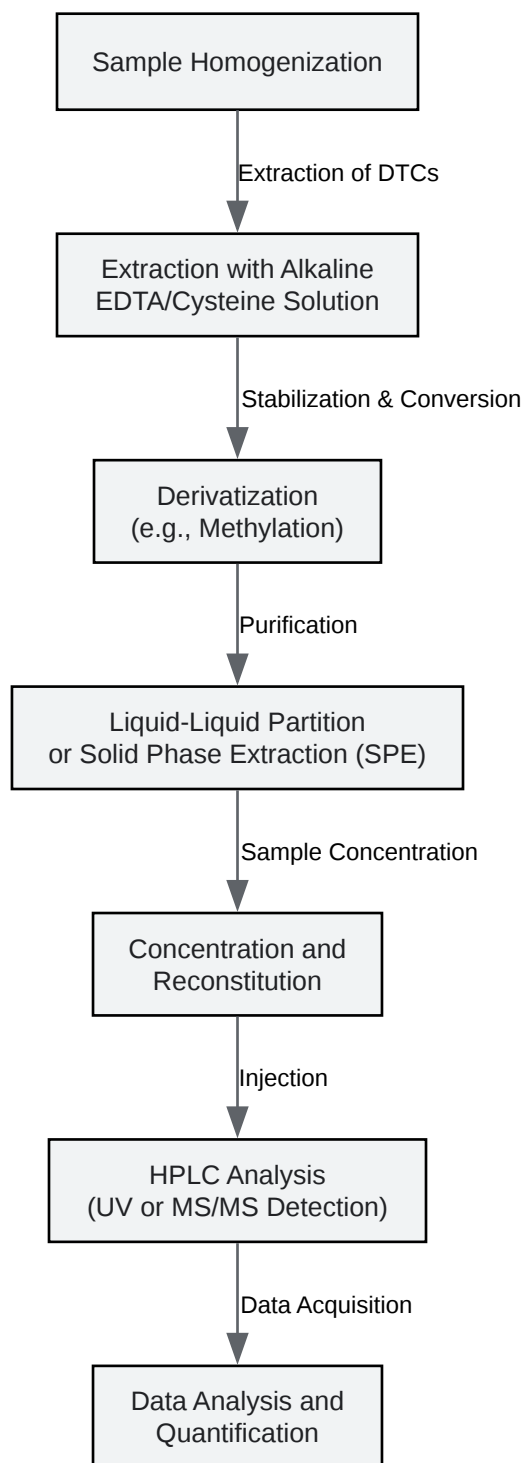 Sample Homogenization
Extraction of DTCs
Extraction with Alkaline
EDTA/Cysteine Solution
Stabilization & Conversion
Derivatization
(e.g., Methylation)
Purification
Liquid-Liquid Partition
or Solid Phase Extraction (SPE)
Sample Concentration
Concentration and
Reconstitution
Injection
HPLC Analysis
(UV or MS/MS Detection)
Data Acquisition
Data Analysis and
Quantification